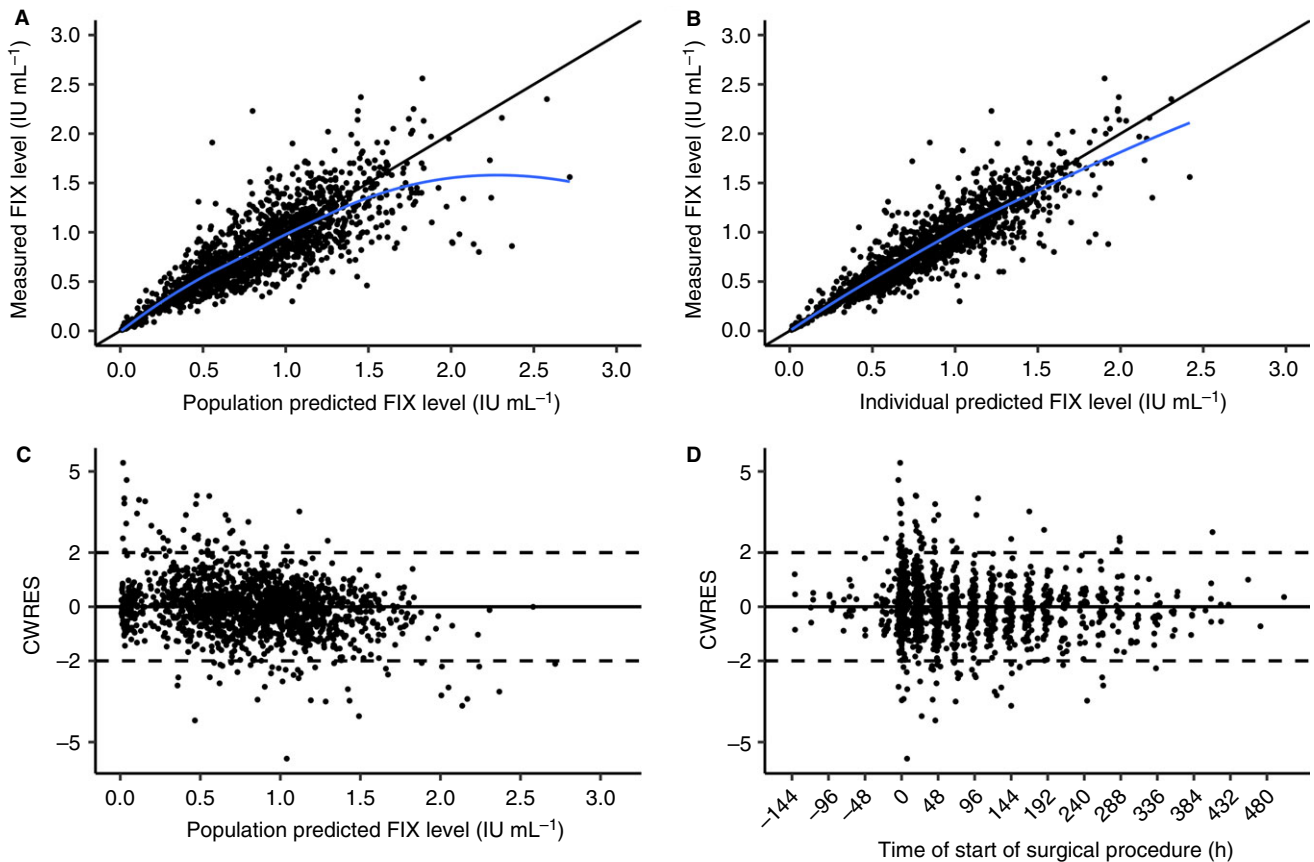 A
Measured FIX level (IU mL⁻¹)
3.0
2.5
2.0
1.5
1.0
0.5
0.0
0.0 0.5 1.0 1.5 2.0 2.5 3.0
Population predicted FIX level (IU mL⁻¹)
B
Measured FIX level (IU mL⁻¹)
3.0
2.5
2.0
1.5
1.0
0.5
0.0
0.0 0.5 1.0 1.5 2.0 2.5 3.0
Individual predicted FIX level (IU mL⁻¹)
C
CWRES
5
2
0
−2
−5
0.0 0.5 1.0 1.5 2.0 2.5 3.0
Population predicted FIX level (IU mL⁻¹)
D
CWRES
5
2
0
−2
−5
−144 −96 −48 0 48 96 144 192 240 288 336 384 432 480
Time of start of surgical procedure (h)